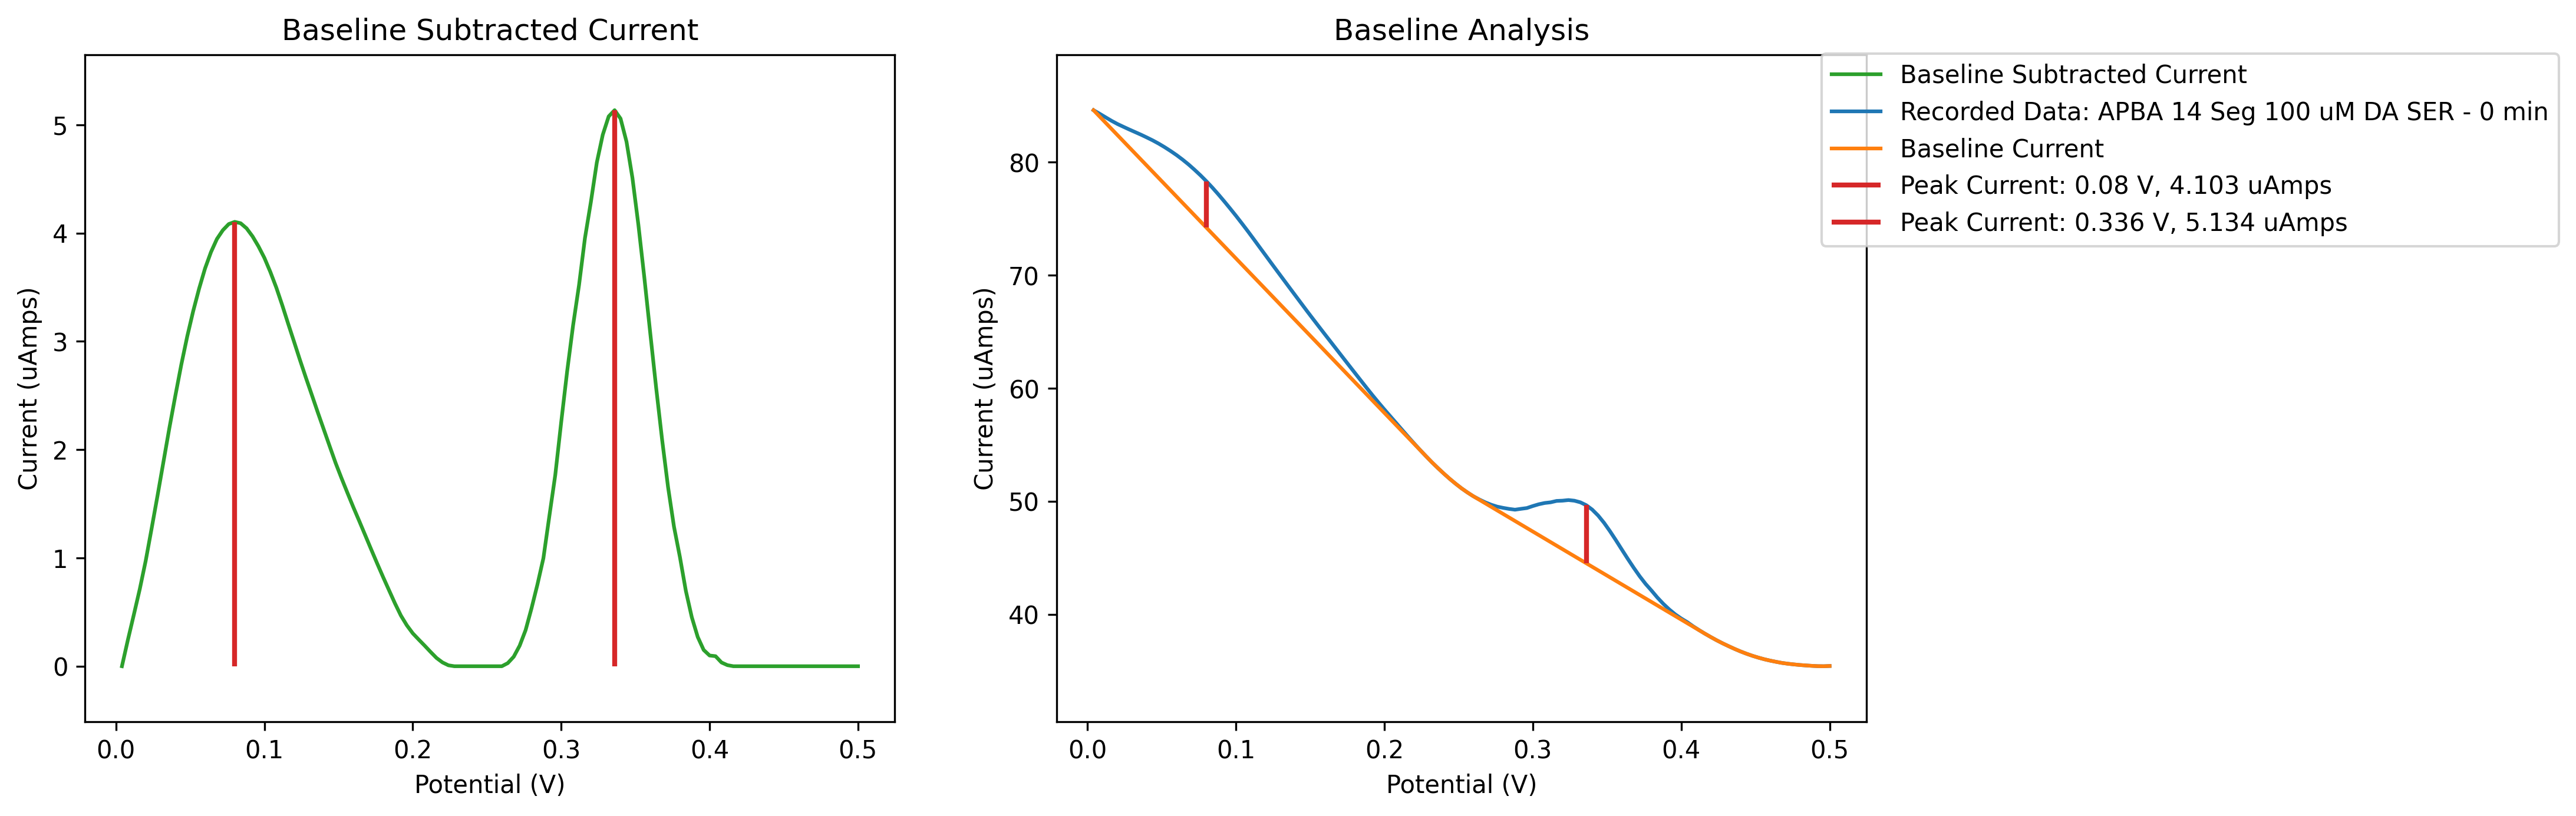 Baseline Subtracted Current
Current (uAmps)
5
4
3
2
1
0
0.0 0.1 0.2 0.3 0.4 0.5
Potential (V)
Baseline Analysis
Current (uAmps)
80
70
60
50
40
0.0 0.1 0.2 0.3 0.4 0.5
Potential (V)
Baseline Subtracted Current
Recorded Data: APBA 14 Seg 100 uM DA SER - 0 min
Baseline Current
Peak Current: 0.08 V, 4.103 uAmps
Peak Current: 0.336 V, 5.134 uAmps